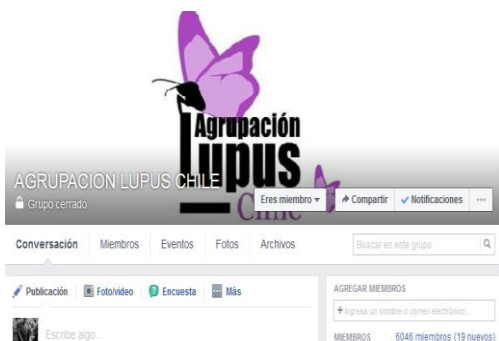 Agrupación
Lupus
Chile
AGRUPACION LUPUS CHILE
Grupo cerrado
Eres miembro
Compartir
Notificaciones
Conversación Miembros Eventos Fotos Archivos
Buscar en este grupo
Publicación Foto/video Encuesta Más
AGREGAR MIEMBROS
+ Ingresa un nombre o correo electrónico...
Escribe algo...
MIEMBROS 6046 miembros (19 nuevos)